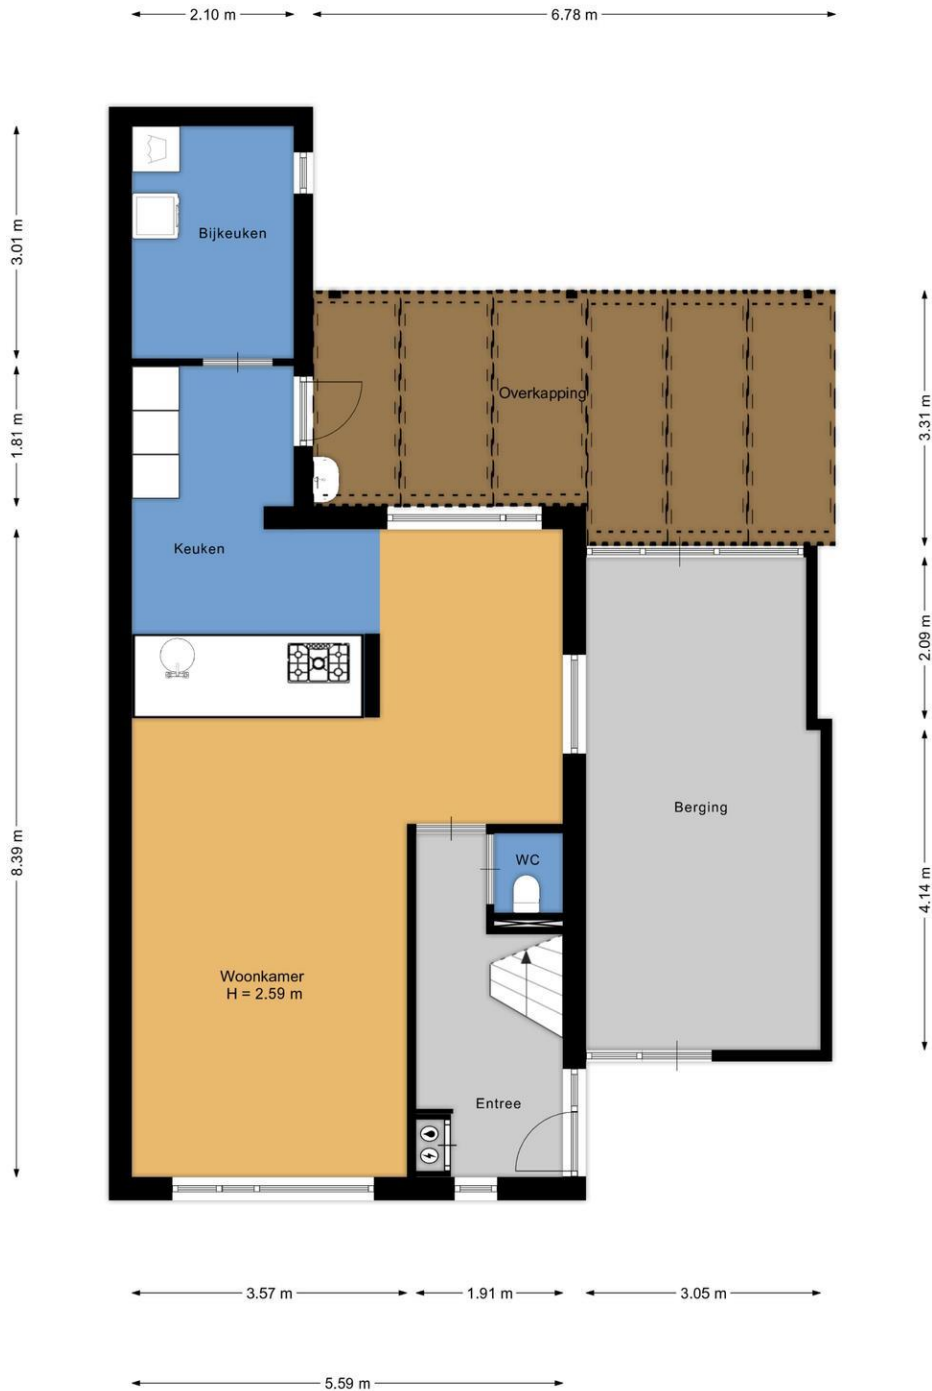 2.10 m
6.78 m
3.01 m
Bijkeuken
1.81 m
Overkapping
3.31 m
Keuken
2.09 m
8.39 m
Berging
WC
4.14 m
Woonkamer
H = 2.59 m
Entree
3.57 m
1.91 m
3.05 m
5.59 m